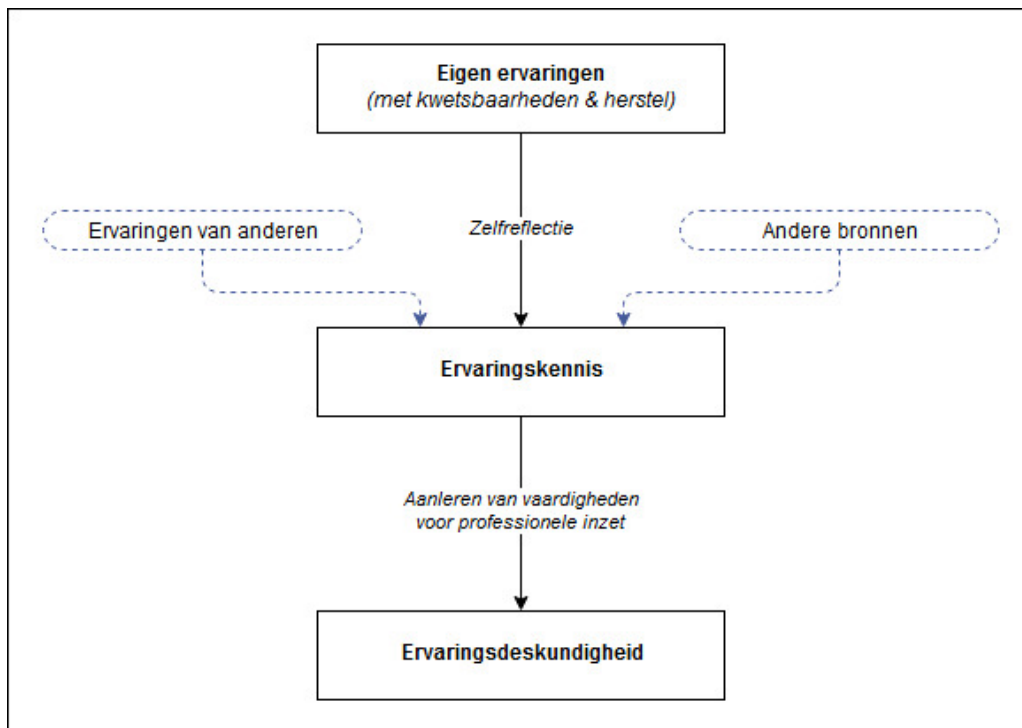 Eigen ervaringen
(met kwetsbaarheden & herstel)
Ervaringen van anderen
Zelfreflectie
Andere bronnen
Ervaringskennis
Aanleren van vaardigheden
voor professionele inzet
Ervaringsdeskundigheid